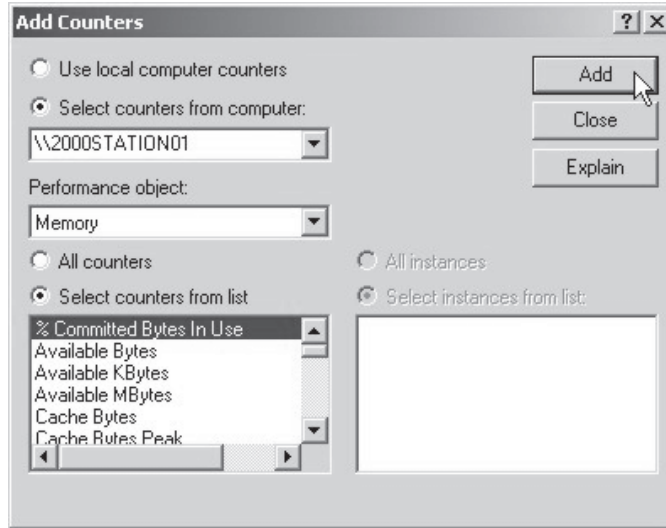 Add Counters
Use local computer counters
Select counters from computer:
\\2000STATION01
Performance object:
Memory
All counters
Select counters from list
% Committed Bytes In Use
Available Bytes
Available KBytes
Available MBytes
Cache Bytes
Cache Bytes Peak
All instances
Select instances from list:
Add
Close
Explain